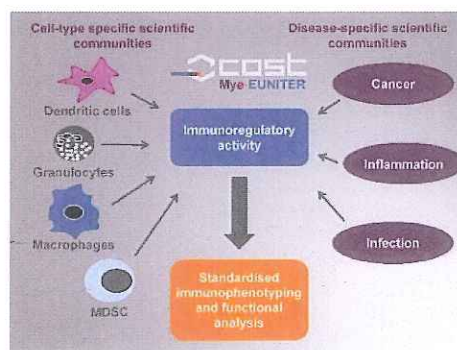 Cell-type specific scientific
communities
Disease-specific scientific
communities
cost
Mye-EUNITER
Dendritic cells
Granulocytes
Macrophages
MDSC
Immunoregulatory
activity
Cancer
Inflammation
Infection
Standardised
immunophenotyping
and functional
analysis